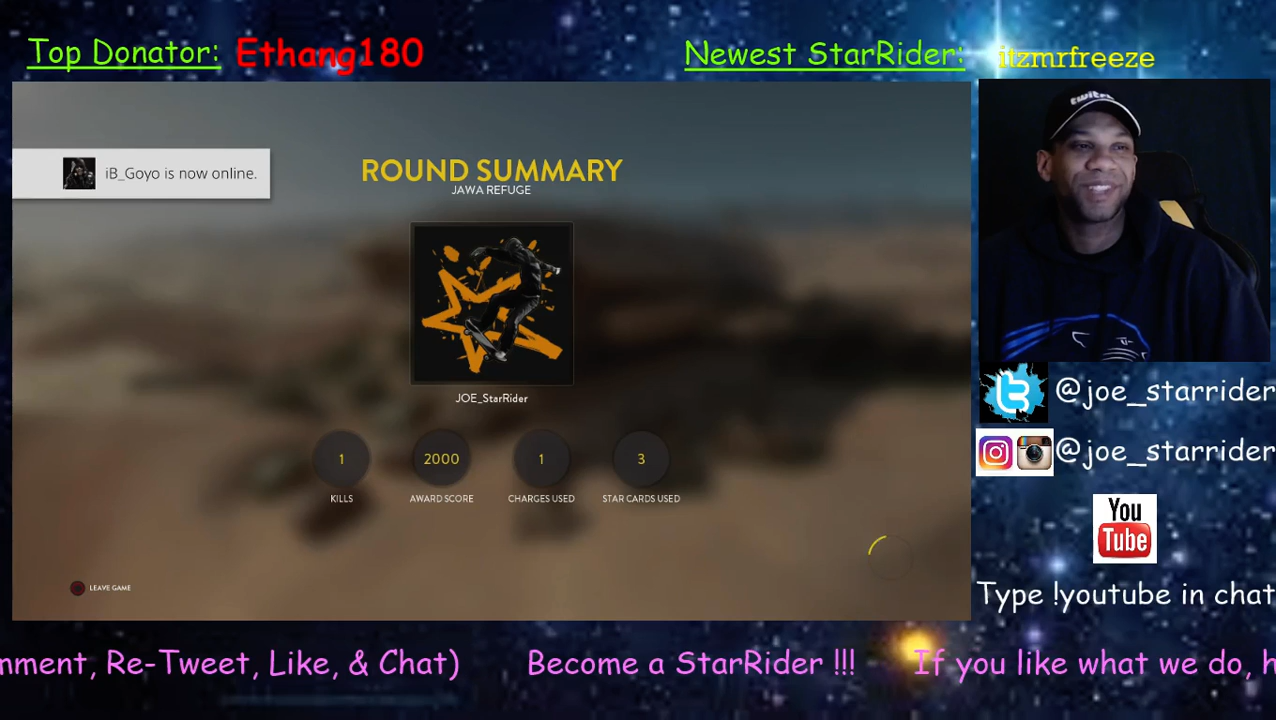 Top Donator: Ethang180
Newest StarRider: itzmrfreeze
iB_Goyo is now online.
ROUND SUMMARY
JAWA REFUGE
JOE_StarRider
1 2000 1 3
KILLS AWARD SCORE CHARGES USED STAR CARDS USED
LEAVE GAME
twitch
@joe_starrider
@joe_starrider
You
Tube
Type !youtube in chat
mment, Re-Tweet, Like, & Chat) Become a StarRider !!! If you like what we do, h